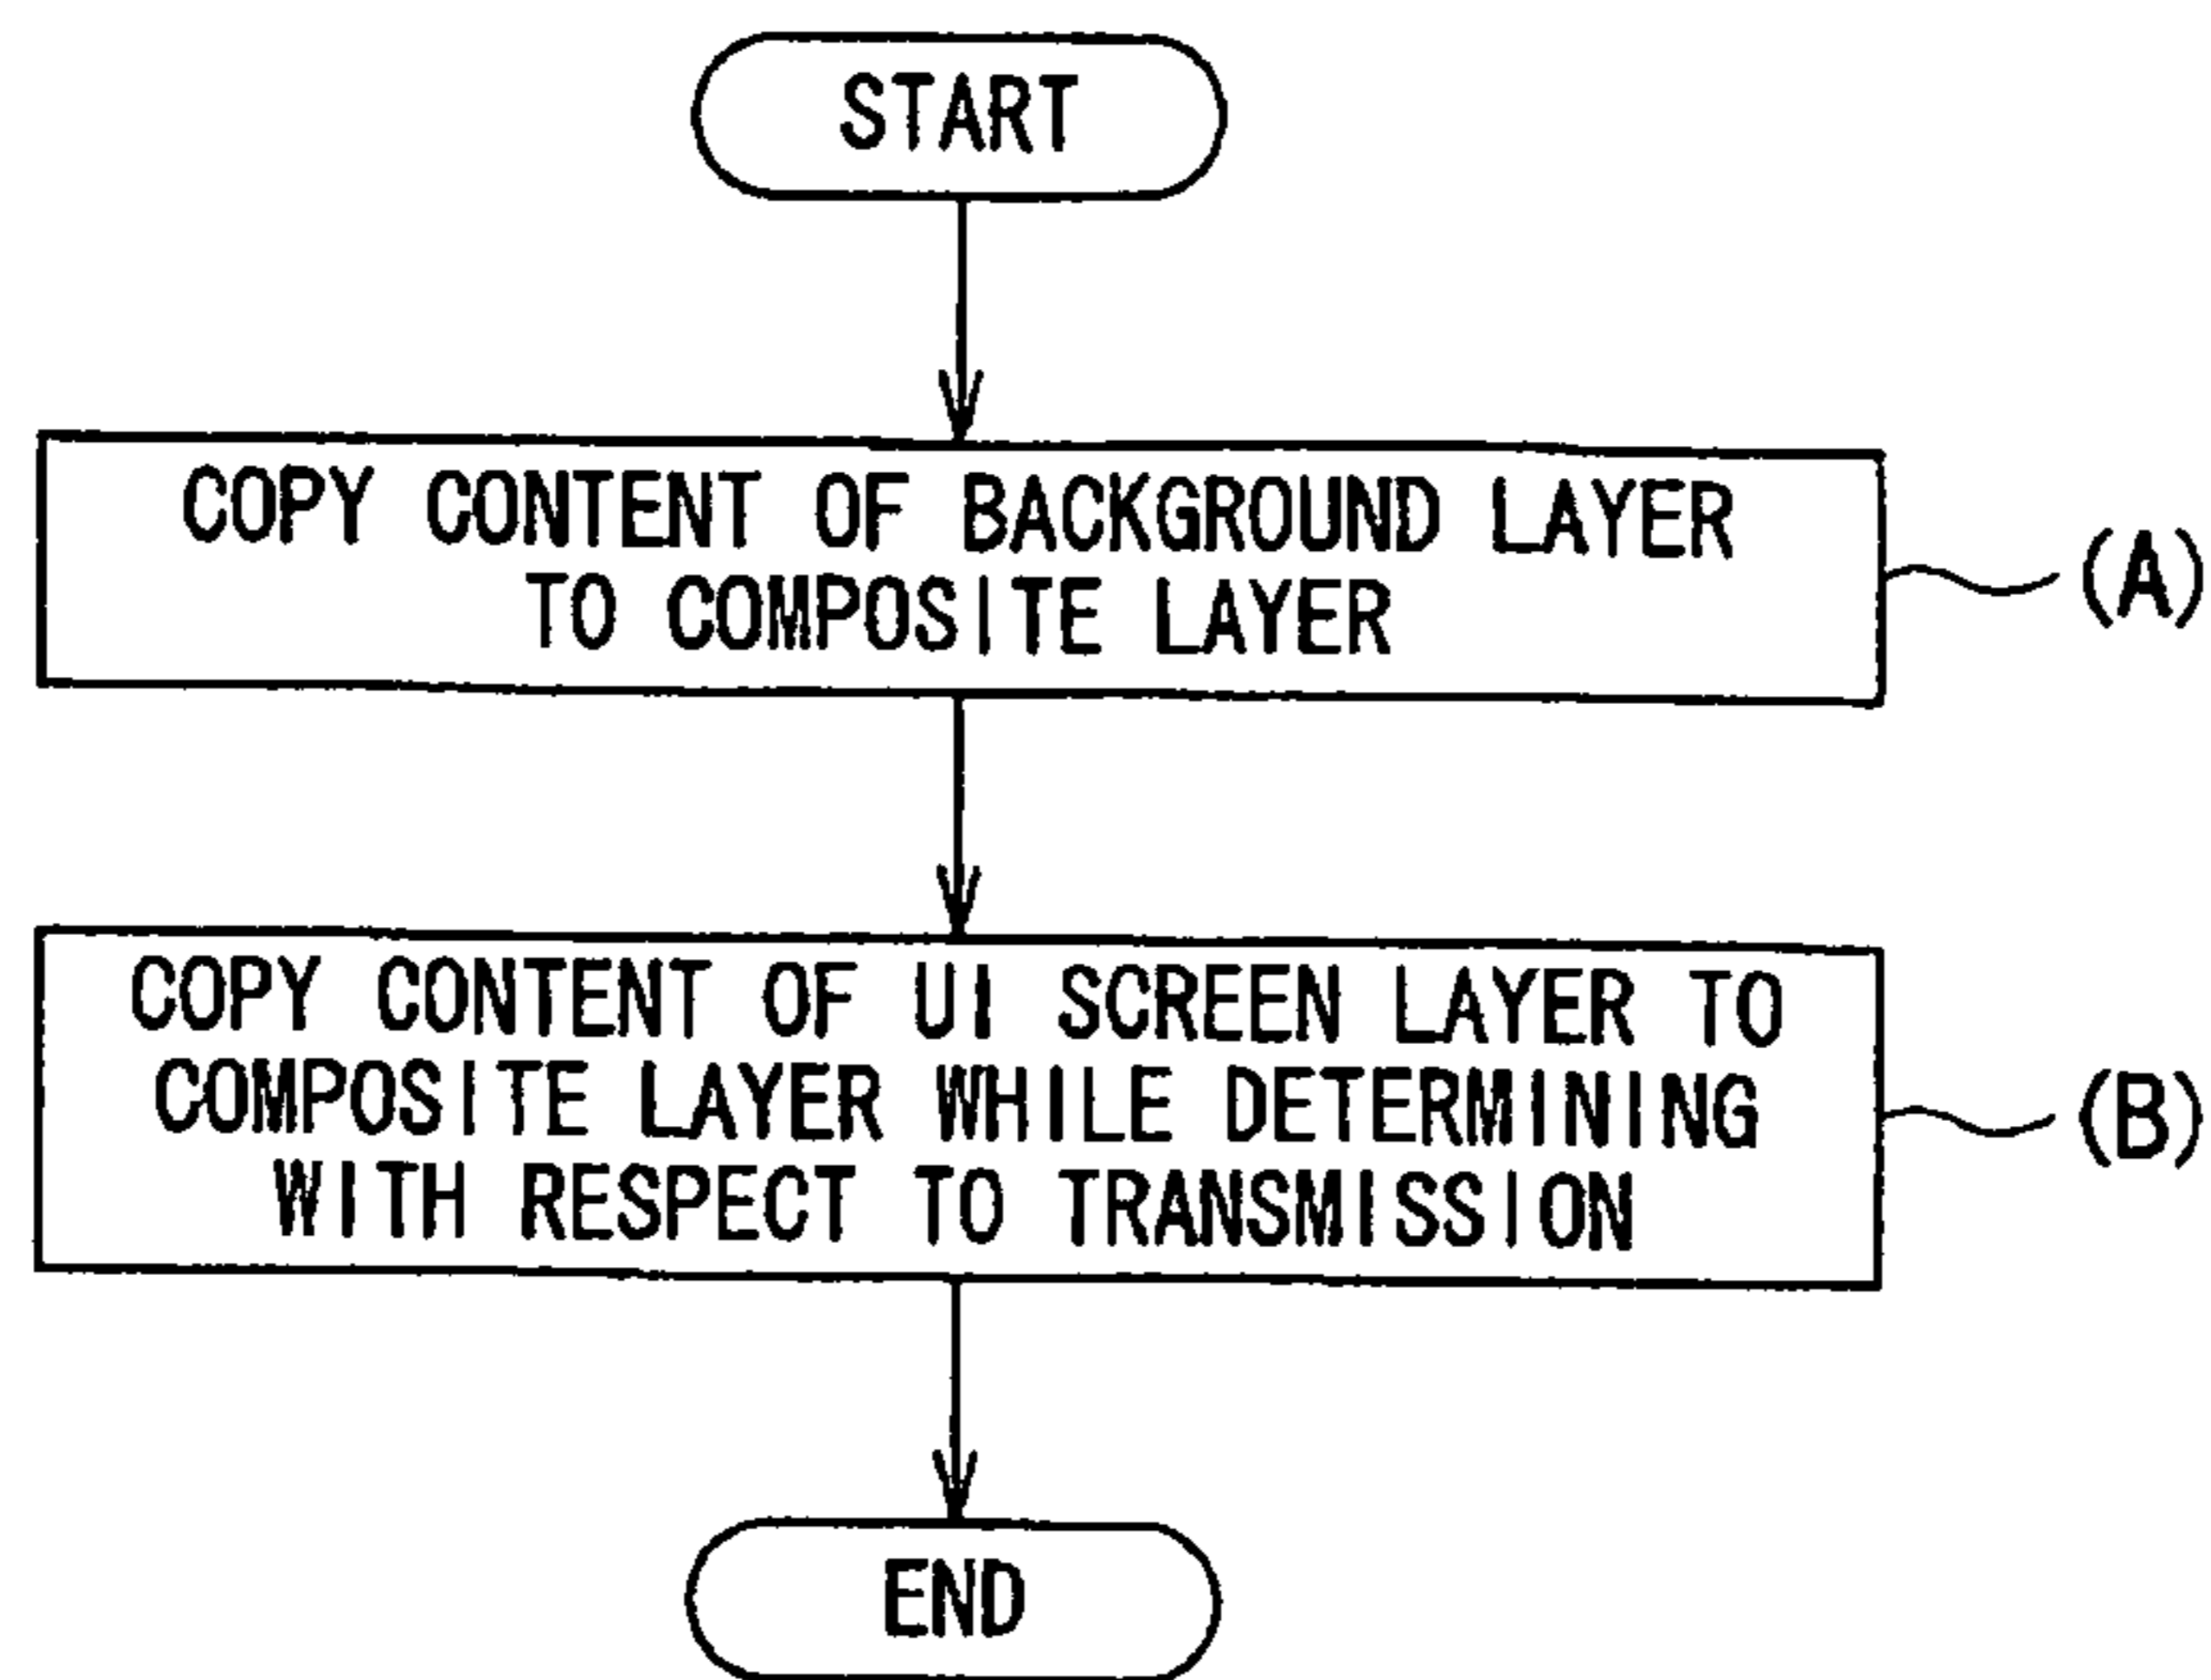 START
COPY CONTENT OF BACKGROUND LAYER
TO COMPOSITE LAYER
(A)
COPY CONTENT OF UI SCREEN LAYER TO
COMPOSITE LAYER WHILE DETERMINING
WITH RESPECT TO TRANSMISSION
(B)
END